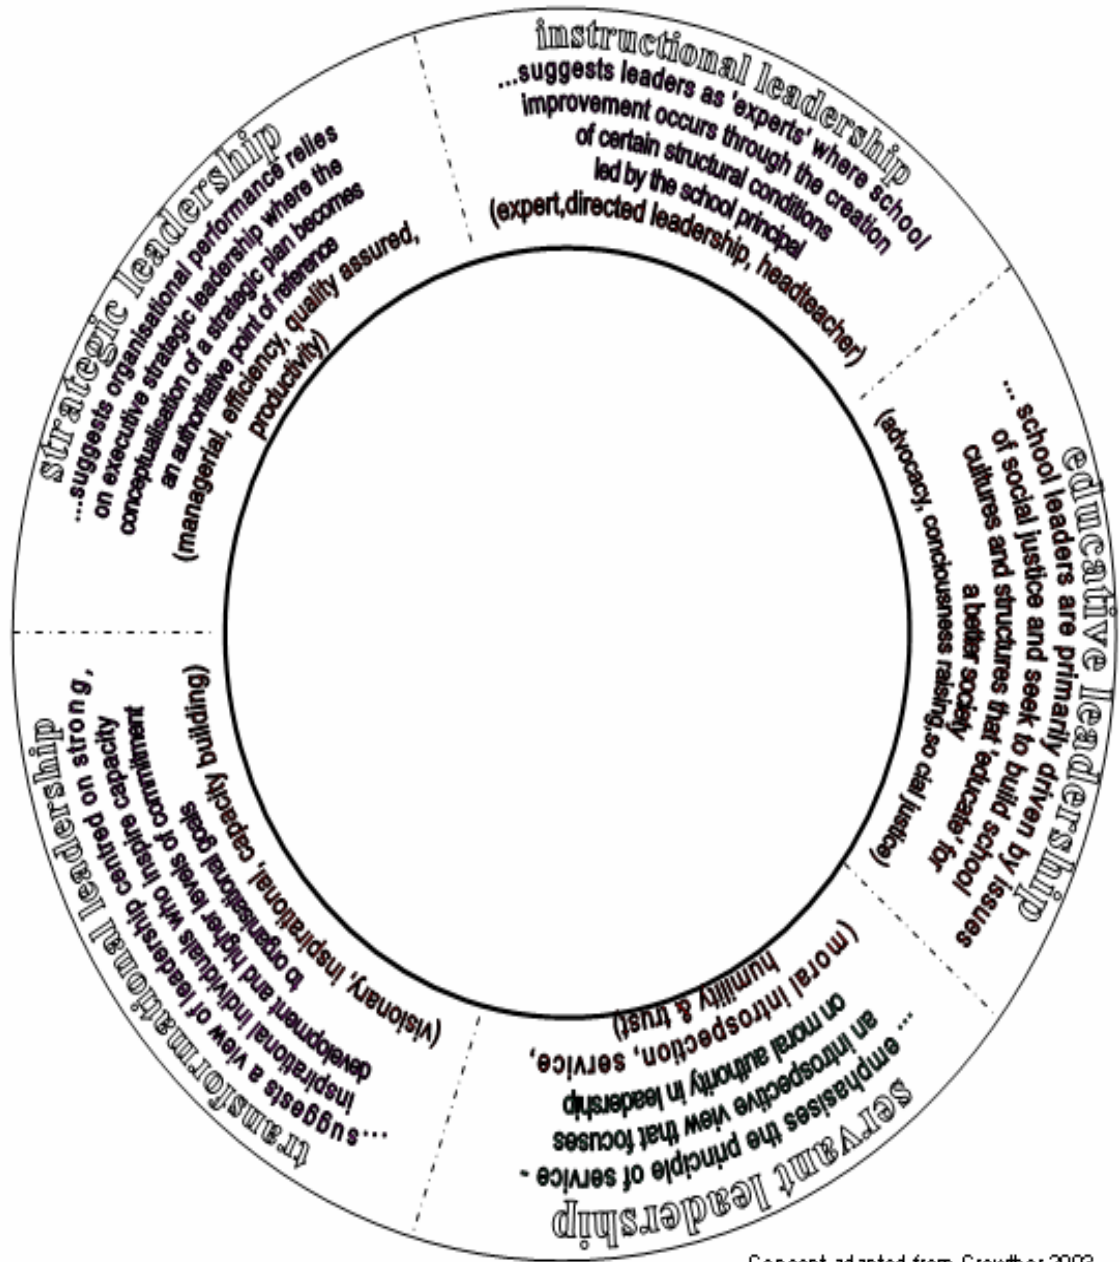 instructional leadership
...suggests leaders as 'experts' where school
improvement occurs through the creation
of certain structural conditions
led by the school principal
(expert,directed leadership, headteacher)
educative leadership
... school leaders are primarily driven by issues
of social justice and seek to build school
cultures and structures that 'educate' for
a better society
(advocacy, conciousness raising,so cial justice)
servant leadership
...
emphasises the principle of service -
an introspective view that focuses
on moral authority in leadership
(moral introspection, service,
humility & trust)
transformational leadership
...suggests a view of leadership centred on strong,
inspirational individuals who inspire capacity
development and higher levels of commitment
to organisational goals
(visionary, inspirational, capacity building)
strategic leadership
...suggests organisational performance relies
on executive strategic leadership where the
conceptualisation of a strategic plan becomes
an authoritative point of reference
(managerial, efficiency, quality assured,
productivity)
Concept adapted from Crowther